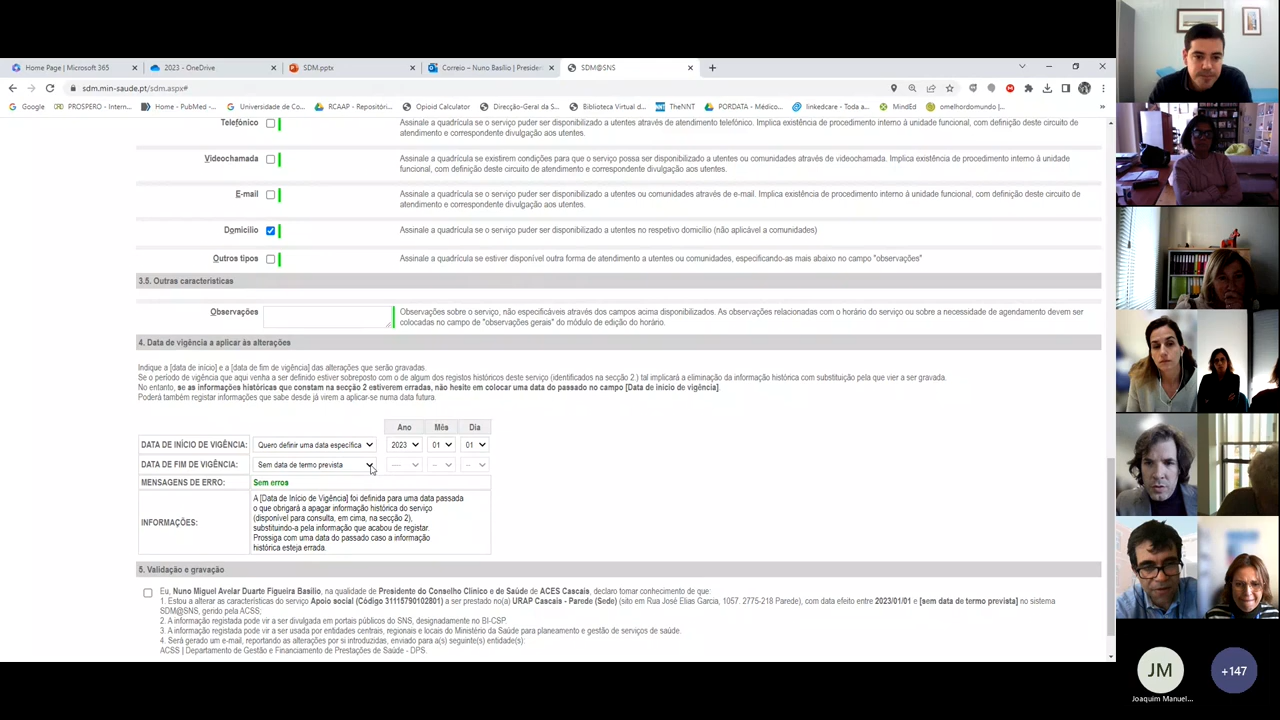 Home Page | Microsoft 365
2023 - OneDrive
SDM.pptx
Correio – Nuno Basílio | Presiden
SDM@SNS
sdm.min-saude.pt/sdm.aspx#
Google
PROSPERO - Intern...
Home - PubMed -...
Universidade de Co...
RCAAP - Repositóri...
Opioid Calculator
Direcção-Geral da S...
Biblioteca Virtual d...
TheNNT
PORDATA - Médico...
linkedcare - Toda a...
MindEd
omelhordomundo |...
Telefónico
Assinale a quadrícula se o serviço puder ser disponibilizado a utentes através de atendimento telefónico. Implica existência de procedimento interno à unidade funcional, com definição deste circuito de
atendimento e correspondente divulgação aos utentes.
Videochamada
Assinale a quadrícula se existirem condições para que o serviço possa ser disponibilizado a utentes ou comunidades através de videochamada. Implica existência de procedimento interno à unidade
funcional, com definição deste circuito de atendimento e correspondente divulgação aos utentes.
E-mail
Assinale a quadrícula se o serviço puder ser disponibilizado a utentes ou comunidades através de e-mail. Implica existência de procedimento interno à unidade funcional, com definição deste circuito de
atendimento e correspondente divulgação aos utentes.
Domicílio
Assinale a quadrícula se o serviço puder ser disponibilizado a utentes no respetivo domicílio (não aplicável a comunidades)
Outros tipos
Assinale a quadrícula se estiver disponível outra forma de atendimento a utentes ou comunidades, especificando-as mais abaixo no campo "observações"
3.5. Outras características
Observações
Observações sobre o serviço, não especificáveis através dos campos acima disponibilizados. As observações relacionadas com o horário do serviço ou sobre a necessidade de agendamento devem ser
colocadas no campo de "observações gerais" do módulo de edição do horário.
4. Data de vigência a aplicar às alterações
Indique a [data de início] e a [data de fim de vigência] das alterações que serão gravadas.
Se o período de vigência que aqui venha a ser definido estiver sobreposto com o de algum dos registos históricos deste serviço (identificados na secção 2.) tal implicará a eliminação da informação histórica com substituição pela que vier a ser gravada.
No entanto, se as informações históricas que constam na secção 2 estiverem erradas, não hesite em colocar uma data do passado no campo [Data de início de vigência].
Poderá também registar informações que sabe desde já virem a aplicar-se numa data futura.
Ano Mês Dia
DATA DE INÍCIO DE VIGÊNCIA: Quero definir uma data específica 2023 01 01
DATA DE FIM DE VIGÊNCIA: Sem data de termo prevista ---- -- --
MENSAGENS DE ERRO: Sem erros
INFORMAÇÕES:
A [Data de Início de Vigência] foi definida para uma data passada
o que obrigará a apagar informação histórica do serviço
(disponível para consulta, em cima, na secção 2),
substituindo-a pela informação que acabou de registar.
Prossiga com uma data do passado caso a informação
histórica esteja errada.
5. Validação e gravação
Eu, Nuno Miguel Avelar Duarte Figueira Basílio, na qualidade de Presidente do Conselho Clínico e de Saúde de ACES Cascais, declaro tomar conhecimento de que:
1. Estou a alterar as características do serviço Apoio social (Código 31115790102801) a ser prestado no(a) URAP Cascais - Parede (Sede) (sito em Rua José Elias Garcia, 1057. 2775-218 Parede), com data efeito entre 2023/01/01 e [sem data de termo prevista] no sistema
SDM@SNS, gerido pela ACSS;
2. A informação registada pode vir a ser divulgada em portais públicos do SNS, designadamente no BI-CSP.
3. A informação registada pode vir a ser usada por entidades centrais, regionais e locais do Ministério da Saúde para planeamento e gestão de serviços de saúde.
4. Será gerado um e-mail, reportando as alterações por si introduzidas, enviado para a(s) seguinte(s) entidade(s):
ACSS | Departamento de Gestão e Financiamento de Prestações de Saúde - DPS.
JM
+147
Joaquim Manuel...